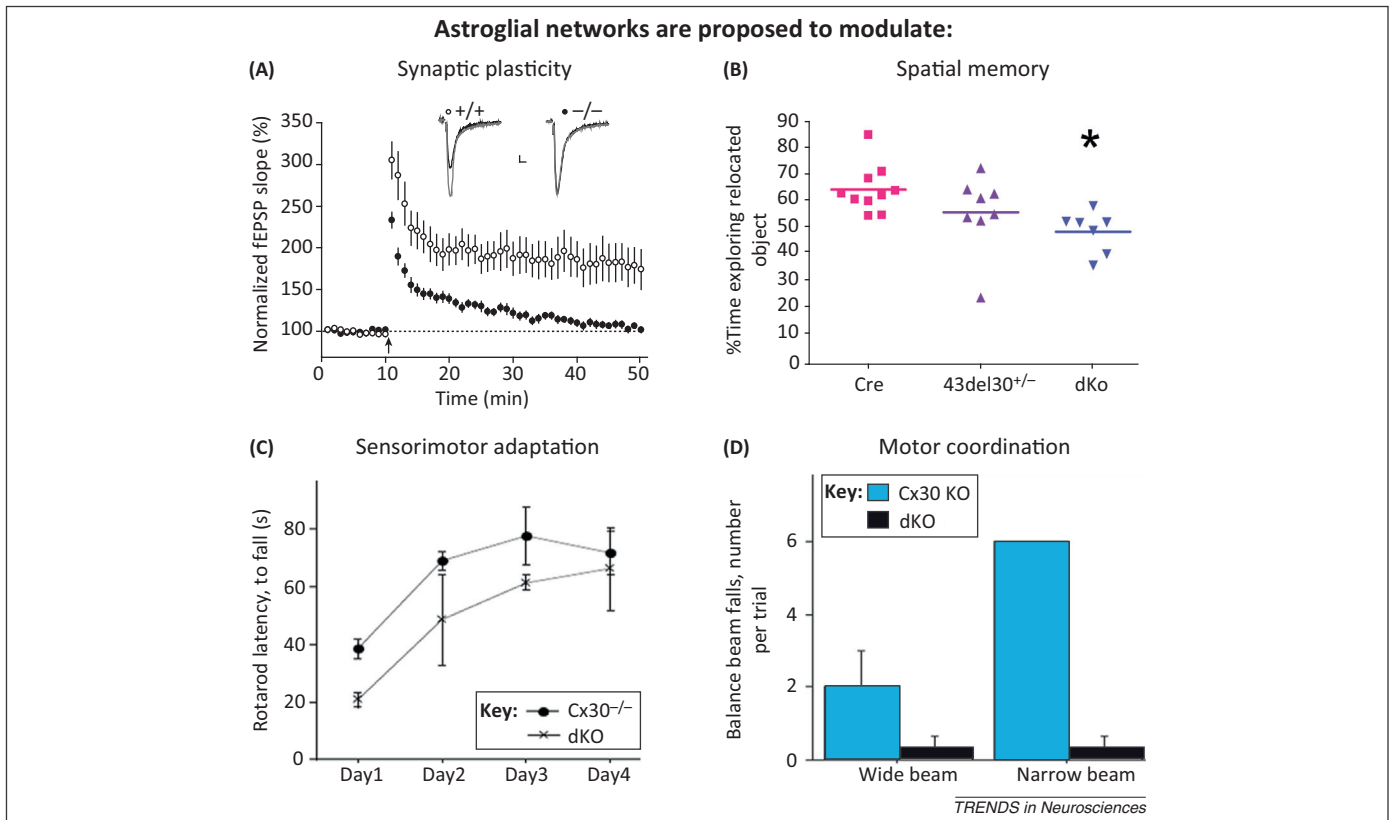 Astroglial networks are proposed to modulate:
(A) Synaptic plasticity
+/+
−/−
Normalized fEPSP slope (%)
350
300
250
200
150
100
0 10 20 30 40 50
Time (min)
(B) Spatial memory
*
%Time exploring relocated
object
90
80
70
60
50
40
30
20
10
0
Cre 43del30+/− dKo
(C) Sensorimotor adaptation
Rotarod latency, to fall (s)
80
60
40
20
0
Key: Cx30−/−
dKO
Day1 Day2 Day3 Day4
(D) Motor coordination
Key: Cx30 KO
dKO
Balance beam falls, number
per trial
6
4
2
0
Wide beam Narrow beam
TRENDS in Neurosciences